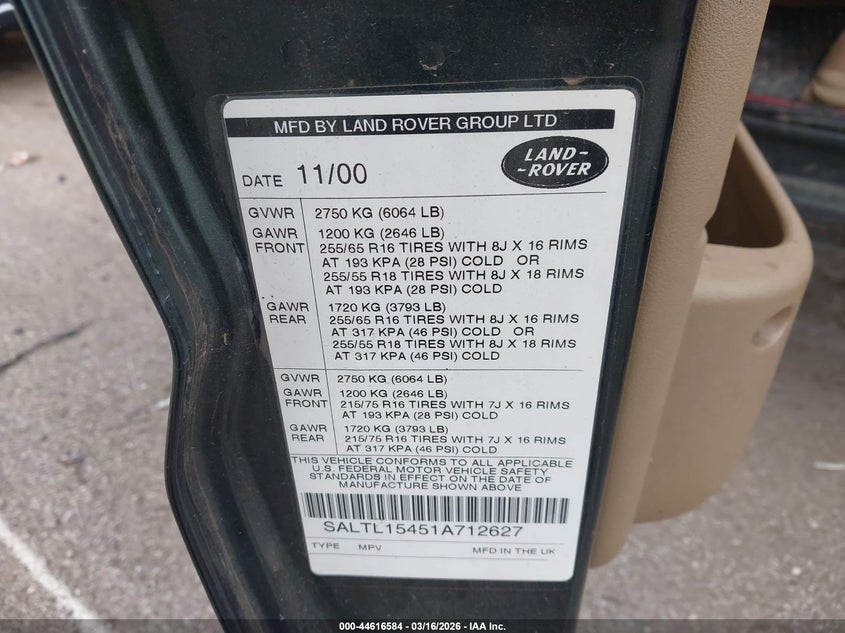 MFD BY LAND ROVER GROUP LTD
DATE 11/00
LAND-
-ROVER
GVWR 2750 KG (6064 LB)
GAWR 1200 KG (2646 LB)
FRONT 255/65 R16 TIRES WITH 8J X 16 RIMS
AT 193 KPA (28 PSI) COLD OR
255/55 R18 TIRES WITH 8J X 18 RIMS
AT 193 KPA (28 PSI) COLD
GAWR 1720 KG (3793 LB)
REAR 255/65 R16 TIRES WITH 8J X 16 RIMS
AT 317 KPA (46 PSI) COLD OR
255/55 R18 TIRES WITH 8J X 18 RIMS
AT 317 KPA (46 PSI) COLD
GVWR 2750 KG (6064 LB)
GAWR 1200 KG (2646 LB)
FRONT 215/75 R16 TIRES WITH 7J X 16 RIMS
AT 193 KPA (28 PSI) COLD
GAWR 1720 KG (3793 LB)
REAR 215/75 R16 TIRES WITH 7J X 16 RIMS
AT 317 KPA (46 PSI) COLD
THIS VEHICLE CONFORMS TO ALL APPLICABLE
U.S. FEDERAL MOTOR VEHICLE SAFETY
STANDARDS IN EFFECT ON THE DATE OF
MANUFACTURE SHOWN ABOVE
SALTL15451A712627
TYPE MPV MFD IN THE UK
000-44616584 - 03/16/2026 - IAA Inc.